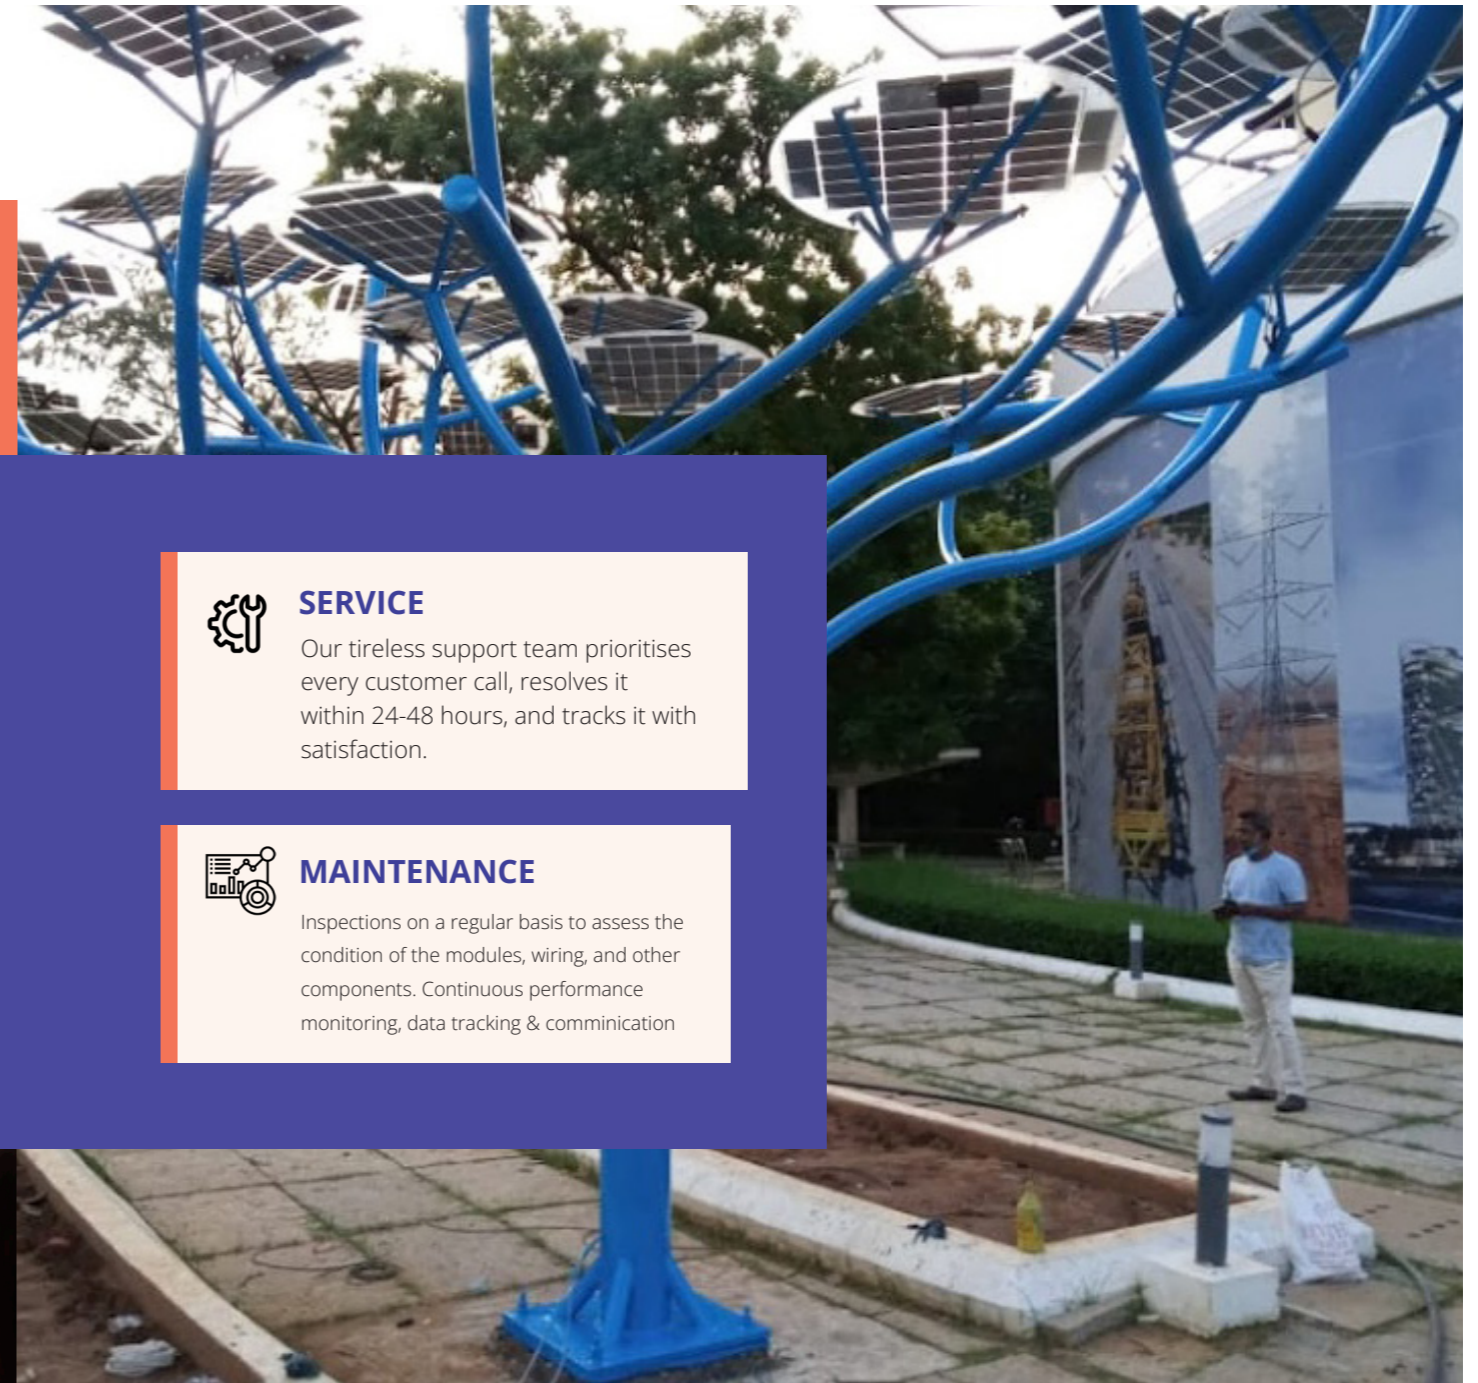 SERVICE
Our tireless support team prioritises
every customer call, resolves it
within 24-48 hours, and tracks it with
satisfaction.
MAINTENANCE
Inspections on a regular basis to assess the
condition of the modules, wiring, and other
components. Continuous performance
monitoring, data tracking & comminication